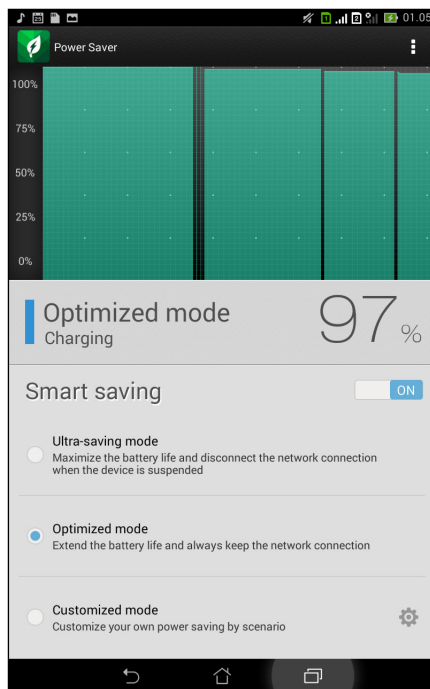 1 2 01.05
Power Saver
100%
75%
50%
25%
0%
Optimized mode
Charging
97%
Smart saving
ON
Ultra-saving mode
Maximize the battery life and disconnect the network connection
when the device is suspended
Optimized mode
Extend the battery life and always keep the network connection
Customized mode
Customize your own power saving by scenario